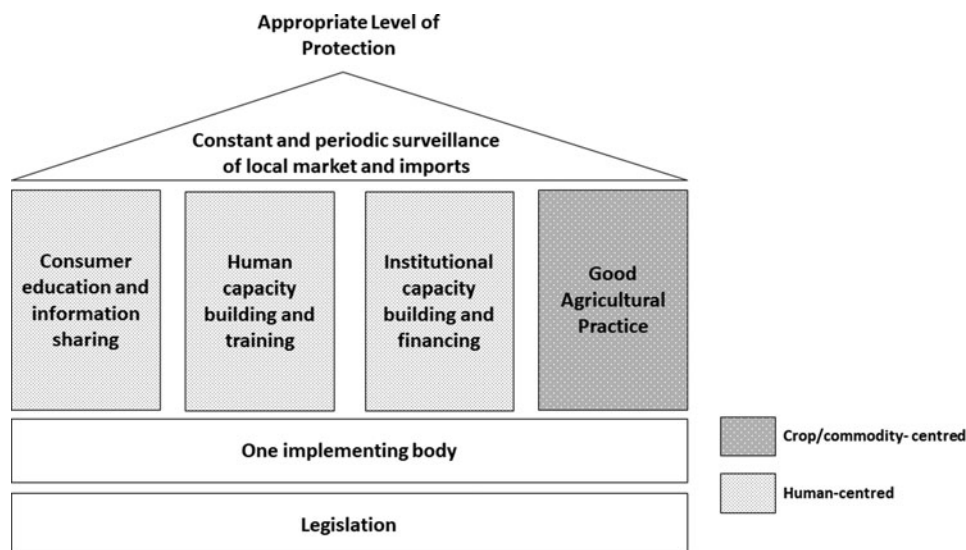 Appropriate Level of
Protection
Constant and periodic surveillance
of local market and imports
Consumer
education and
information
sharing
Human
capacity
building and
training
Institutional
capacity
building and
financing
Good
Agricultural
Practice
One implementing body
Legislation
Crop/commodity- centred
Human-centred